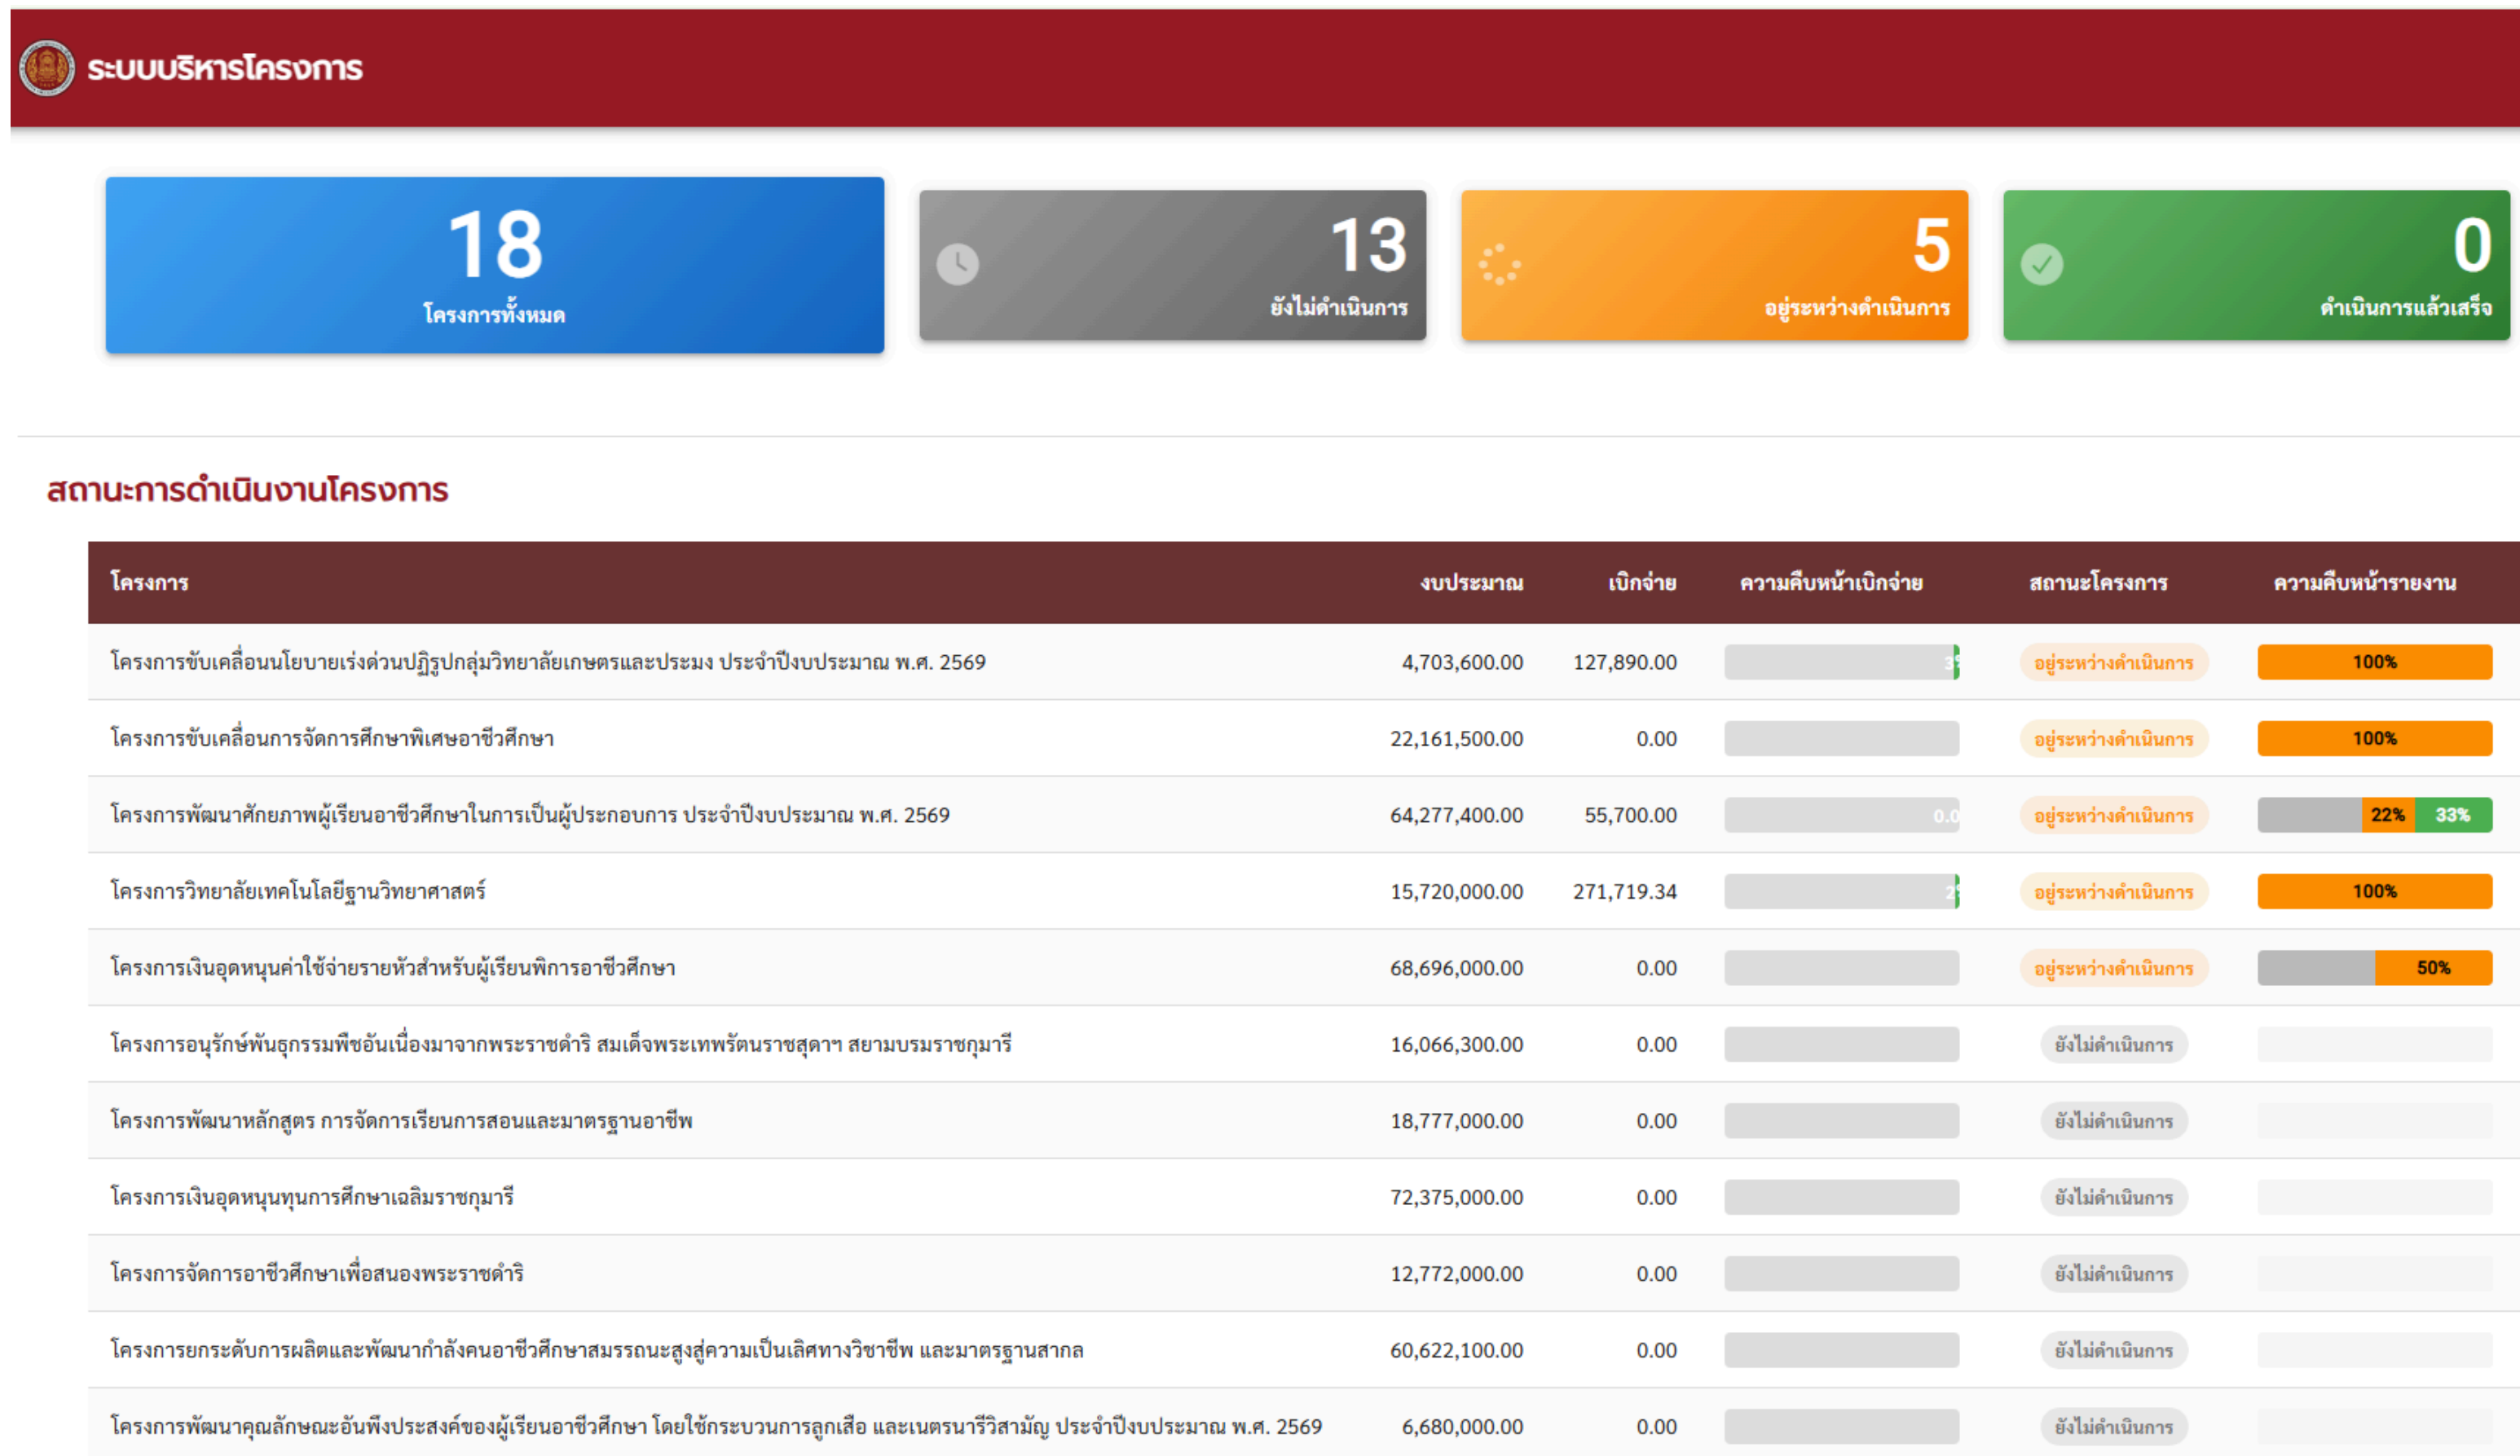 ระบบบริหารโครงการ
18
โครงการทั้งหมด
13
ยังไม่ดำเนินการ
5
อยู่ระหว่างดำเนินการ
0
ดำเนินการแล้วเสร็จ
สถานะการดำเนินงานโครงการ
โครงการ งบประมาณ เบิกจ่าย ความคืบหน้าเบิกจ่าย สถานะโครงการ ความคืบหน้ารายงาน
โครงการขับเคลื่อนนโยบายเร่งด่วนปฏิรูปกลุ่มวิทยาลัยเกษตรและประมง ประจำปีงบประมาณ พ.ศ. 2569 4,703,600.00 127,890.00 3% อยู่ระหว่างดำเนินการ 100%
โครงการขับเคลื่อนการจัดการศึกษาพิเศษอาชีวศึกษา 22,161,500.00 0.00 อยู่ระหว่างดำเนินการ 100%
โครงการพัฒนาศักยภาพผู้เรียนอาชีวศึกษาในการเป็นผู้ประกอบการ ประจำปีงบประมาณ พ.ศ. 2569 64,277,400.00 55,700.00 0.0 อยู่ระหว่างดำเนินการ 22% 33%
โครงการวิทยาลัยเทคโนโลยีฐานวิทยาศาสตร์ 15,720,000.00 271,719.34 2% อยู่ระหว่างดำเนินการ 100%
โครงการเงินอุดหนุนค่าใช้จ่ายรายหัวสำหรับผู้เรียนพิการอาชีวศึกษา 68,696,000.00 0.00 อยู่ระหว่างดำเนินการ 50%
โครงการอนุรักษ์พันธุกรรมพืชอันเนื่องมาจากพระราชดำริ สมเด็จพระเทพรัตนราชสุดาฯ สยามบรมราชกุมารี 16,066,300.00 0.00 ยังไม่ดำเนินการ
โครงการพัฒนาหลักสูตร การจัดการเรียนการสอนและมาตรฐานอาชีพ 18,777,000.00 0.00 ยังไม่ดำเนินการ
โครงการเงินอุดหนุนทุนการศึกษาเฉลิมราชกุมารี 72,375,000.00 0.00 ยังไม่ดำเนินการ
โครงการจัดการอาชีวศึกษาเพื่อสนองพระราชดำริ 12,772,000.00 0.00 ยังไม่ดำเนินการ
โครงการยกระดับการผลิตและพัฒนากำลังคนอาชีวศึกษาสมรรถนะสูงสู่ความเป็นเลิศทางวิชาชีพ และมาตรฐานสากล 60,622,100.00 0.00 ยังไม่ดำเนินการ
โครงการพัฒนาคุณลักษณะอันพึงประสงค์ของผู้เรียนอาชีวศึกษา โดยใช้กระบวนการลูกเสือ และเนตรนารีวิสามัญ ประจำปีงบประมาณ พ.ศ. 2569 6,680,000.00 0.00 ยังไม่ดำเนินการ